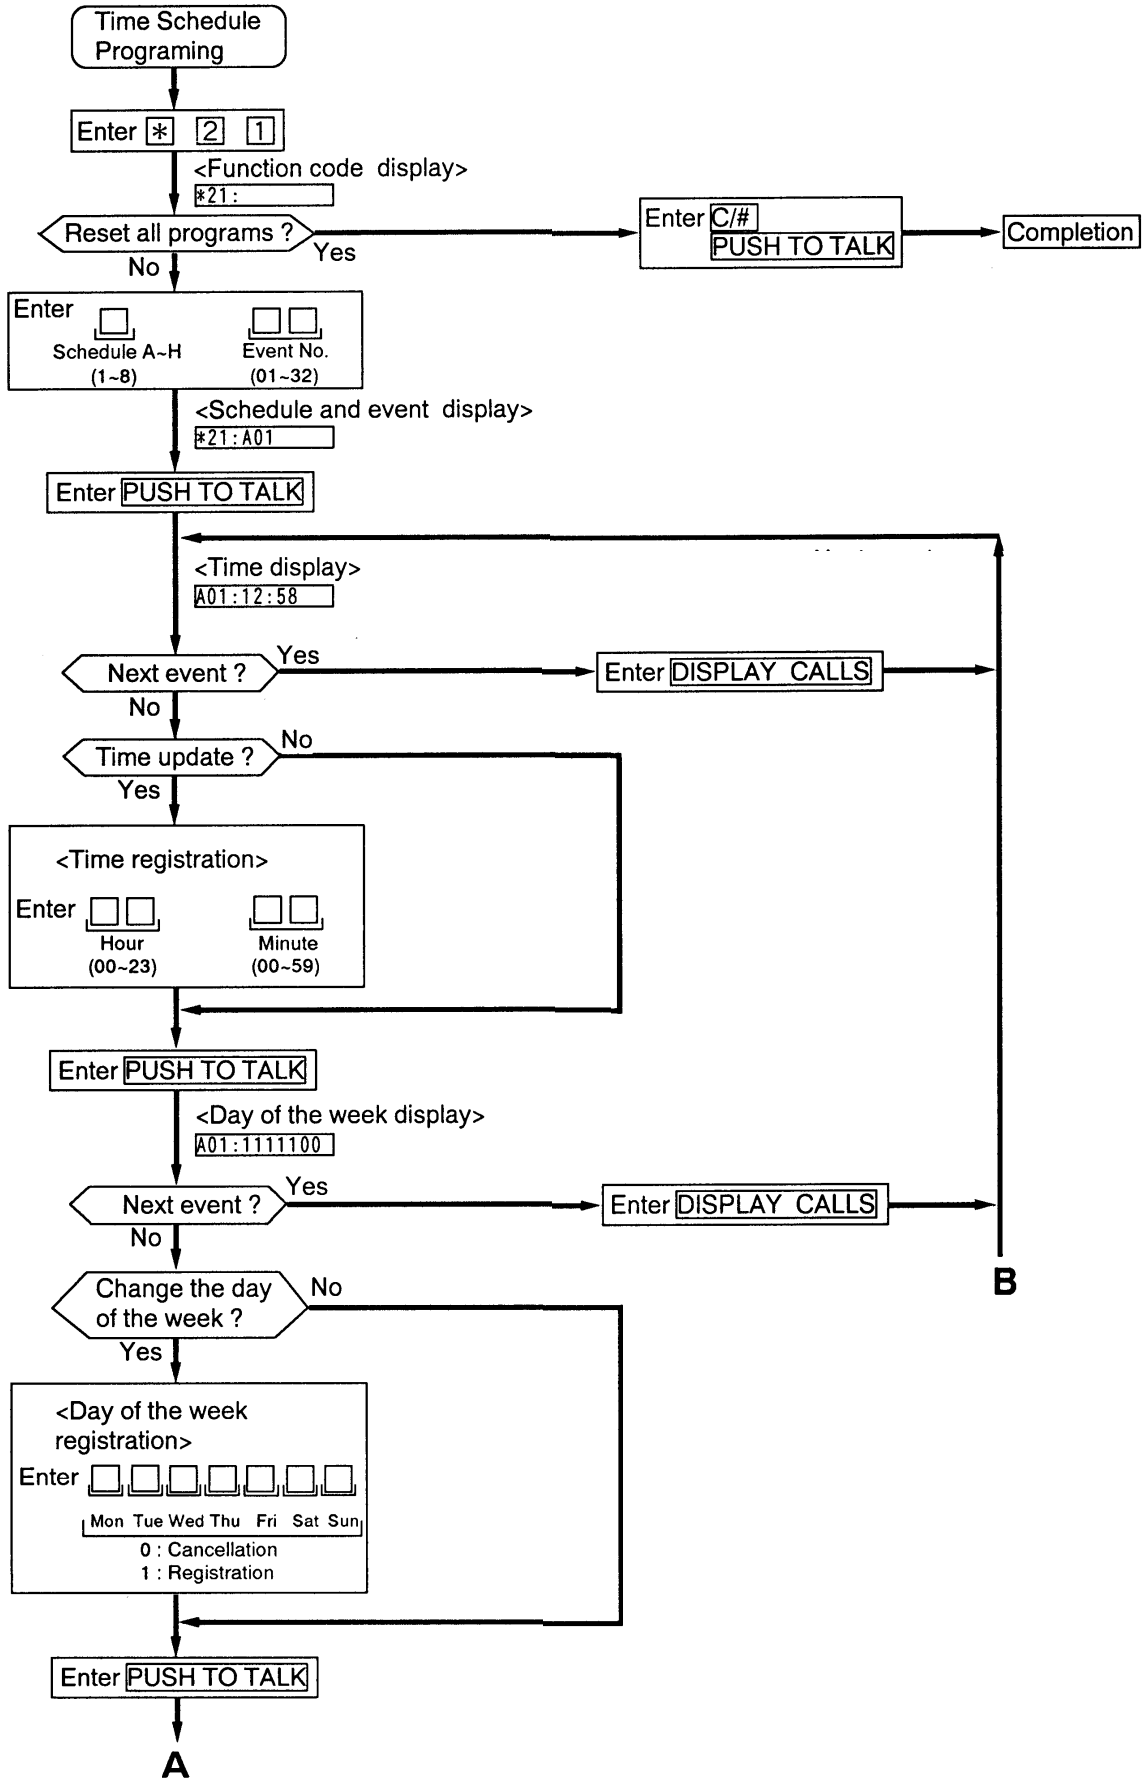 Time Schedule
Programing
Enter * 2 1
<Function code display>
*21:
Reset all programs ?
Yes
No
Enter C/#
PUSH TO TALK
Completion
Enter
Schedule A~H
(1~8)
Event No.
(01~32)
<Schedule and event display>
*21:A01
Enter PUSH TO TALK
<Time display>
A01:12:58
Next event ?
Yes
No
Enter DISPLAY CALLS
Time update ?
No
Yes
<Time registration>
Enter
Hour
(00~23)
Minute
(00~59)
Enter PUSH TO TALK
<Day of the week display>
A01:1111100
Next event ?
Yes
No
Enter DISPLAY CALLS
B
Change the day
of the week ?
No
Yes
<Day of the week
registration>
Enter
Mon Tue Wed Thu Fri Sat Sun
0 : Cancellation
1 : Registration
Enter PUSH TO TALK
A